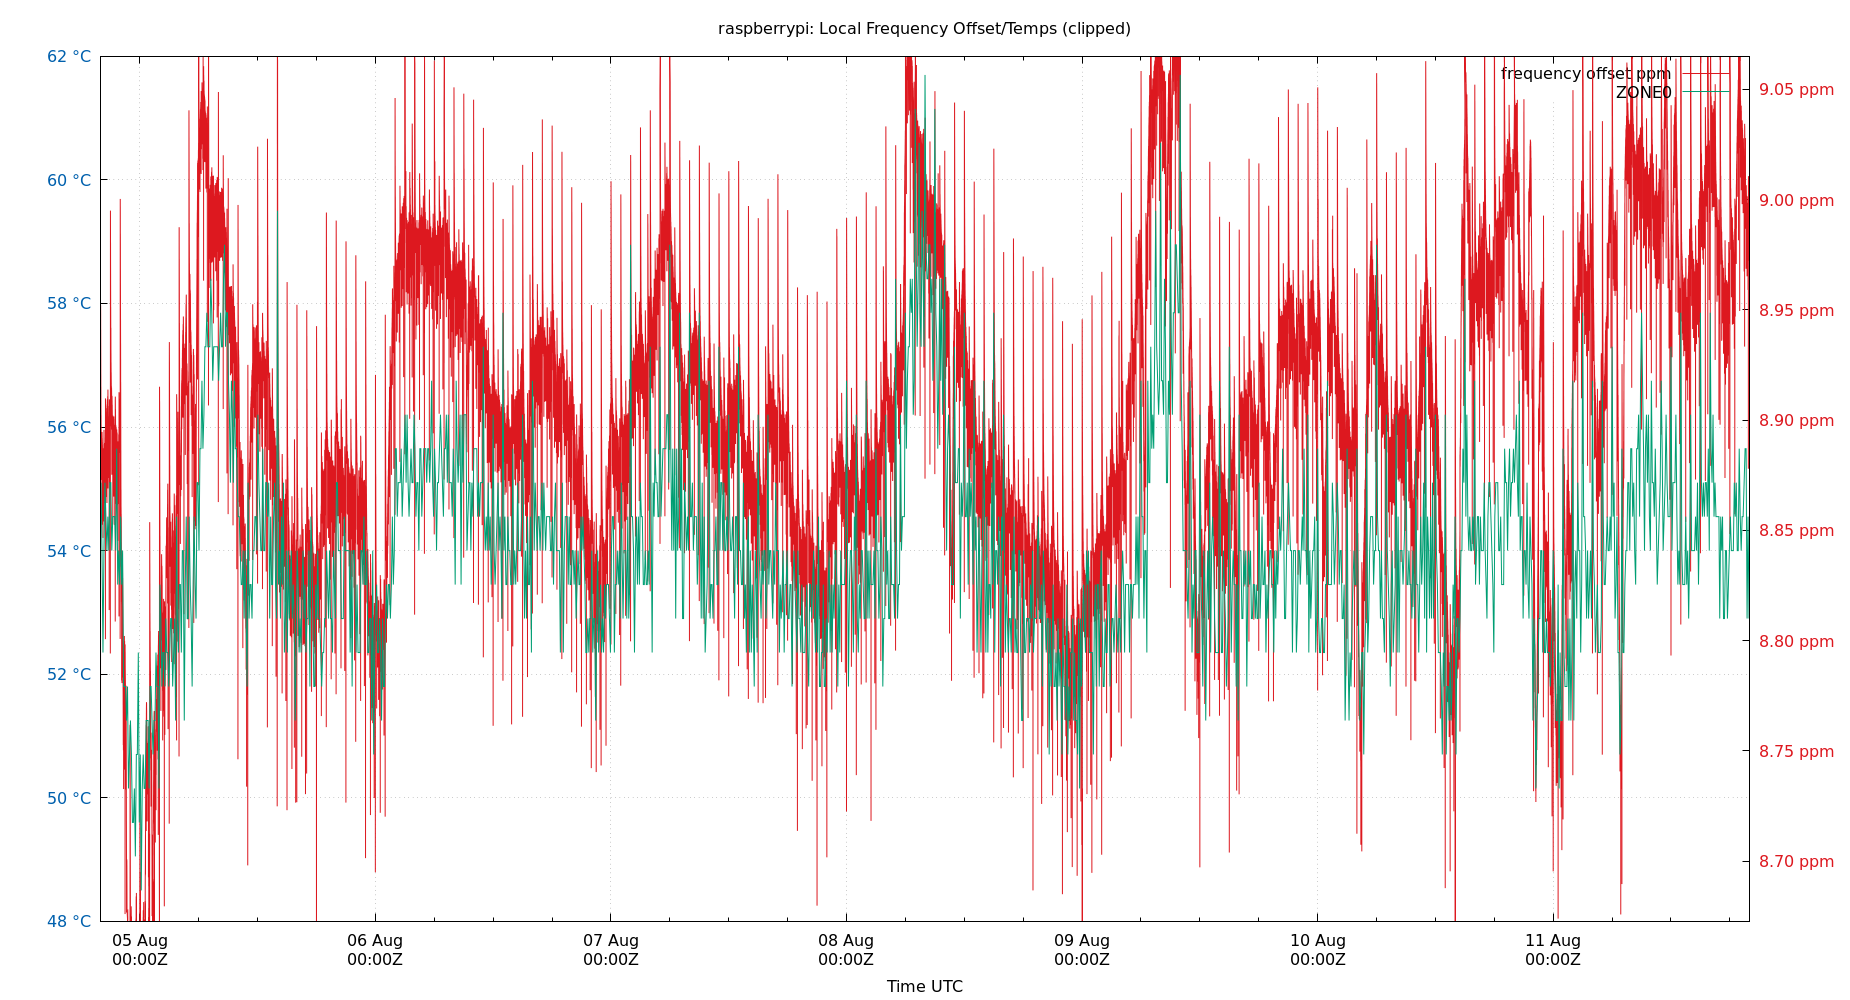 raspberrypi: Local Frequency Offset/Temps (clipped)
62 °C
60 °C
58 °C
56 °C
54 °C
52 °C
50 °C
48 °C
frequency offset ppm
ZONE0
9.05 ppm
9.00 ppm
8.95 ppm
8.90 ppm
8.85 ppm
8.80 ppm
8.75 ppm
8.70 ppm
05 Aug
00:00Z
06 Aug
00:00Z
07 Aug
00:00Z
08 Aug
00:00Z
09 Aug
00:00Z
10 Aug
00:00Z
11 Aug
00:00Z
Time UTC